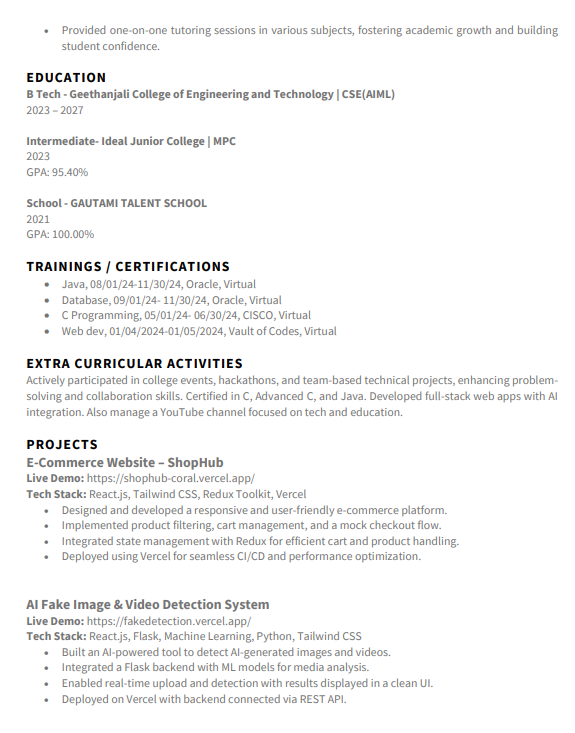 • Provided one-on-one tutoring sessions in various subjects, fostering academic growth and building
student confidence.
EDUCATION
B Tech - Geethanjali College of Engineering and Technology | CSE(AIML)
2023 – 2027
Intermediate- Ideal Junior College | MPC
2023
GPA: 95.40%
School - GAUTAMI TALENT SCHOOL
2021
GPA: 100.00%
TRAININGS / CERTIFICATIONS
• Java, 08/01/24-11/30/24, Oracle, Virtual
• Database, 09/01/24- 11/30/24, Oracle, Virtual
• C Programming, 05/01/24- 06/30/24, CISCO, Virtual
• Web dev, 01/04/2024-01/05/2024, Vault of Codes, Virtual
EXTRA CURRICULAR ACTIVITIES
Actively participated in college events, hackathons, and team-based technical projects, enhancing problem-
solving and collaboration skills. Certified in C, Advanced C, and Java. Developed full-stack web apps with AI
integration. Also manage a YouTube channel focused on tech and education.
PROJECTS
E-Commerce Website – ShopHub
Live Demo: https://shophub-coral.vercel.app/
Tech Stack: React.js, Tailwind CSS, Redux Toolkit, Vercel
• Designed and developed a responsive and user-friendly e-commerce platform.
• Implemented product filtering, cart management, and a mock checkout flow.
• Integrated state management with Redux for efficient cart and product handling.
• Deployed using Vercel for seamless CI/CD and performance optimization.
AI Fake Image & Video Detection System
Live Demo: https://fakedetection.vercel.app/
Tech Stack: React.js, Flask, Machine Learning, Python, Tailwind CSS
• Built an AI-powered tool to detect AI-generated images and videos.
• Integrated a Flask backend with ML models for media analysis.
• Enabled real-time upload and detection with results displayed in a clean UI.
• Deployed on Vercel with backend connected via REST API.